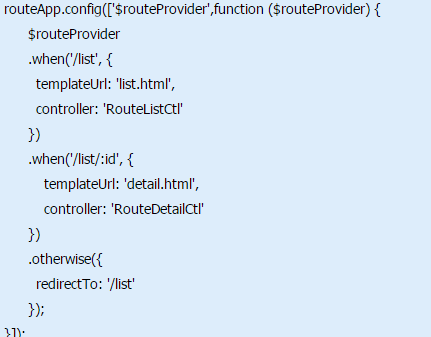 routeApp.config(['$routeProvider',function ($routeProvider) {
$routeProvider
.when('/list', {
templateUrl: 'list.html',
controller: 'RouteListCtl'
})
.when('/list/:id', {
templateUrl: 'detail.html',
controller: 'RouteDetailCtl'
})
.otherwise({
redirectTo: '/list'
});
}]);